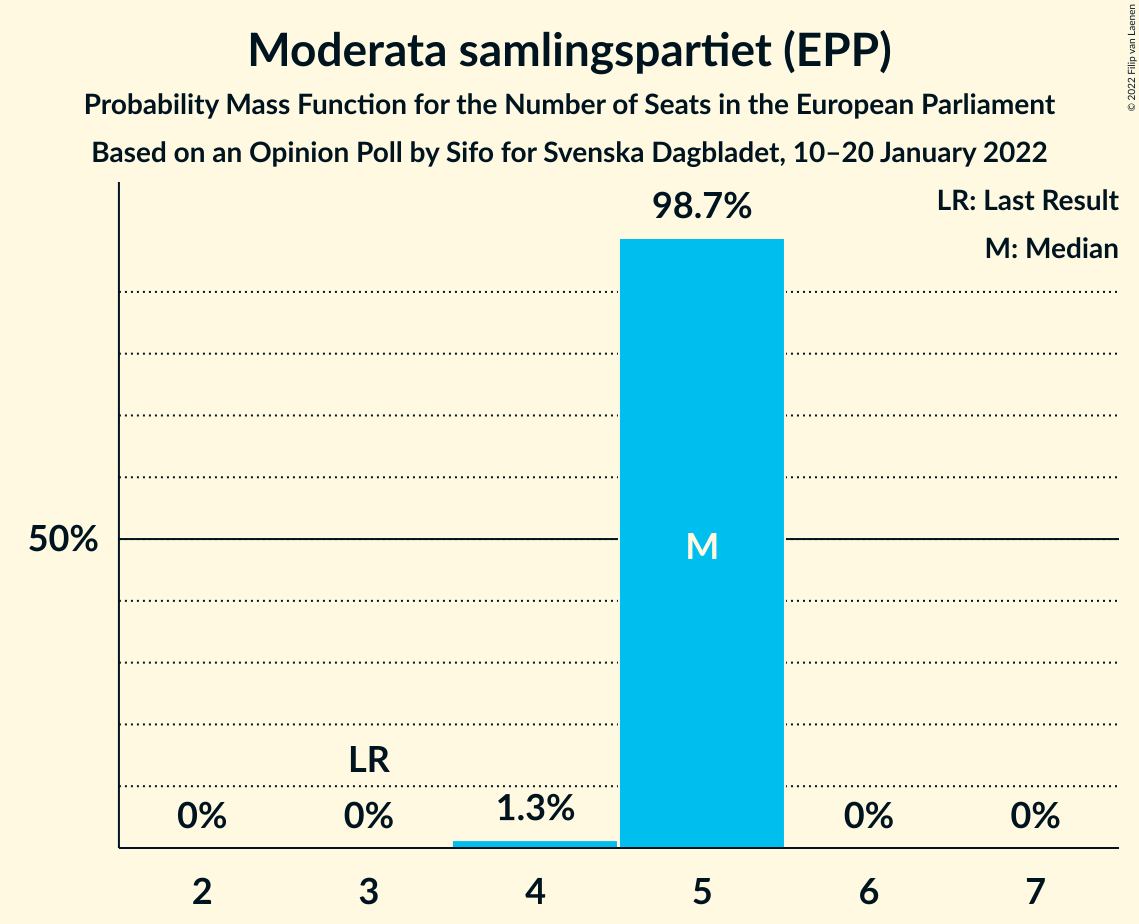 Moderata samlingspartiet (EPP)
Probability Mass Function for the Number of Seats in the European Parliament
Based on an Opinion Poll by Sifo for Svenska Dagbladet, 10–20 January 2022
© 2022 Filip van Laenen
LR: Last Result
M: Median
98.7%
50%
M
LR
0%
0%
1.3%
0%
0%
2
3
4
5
6
7